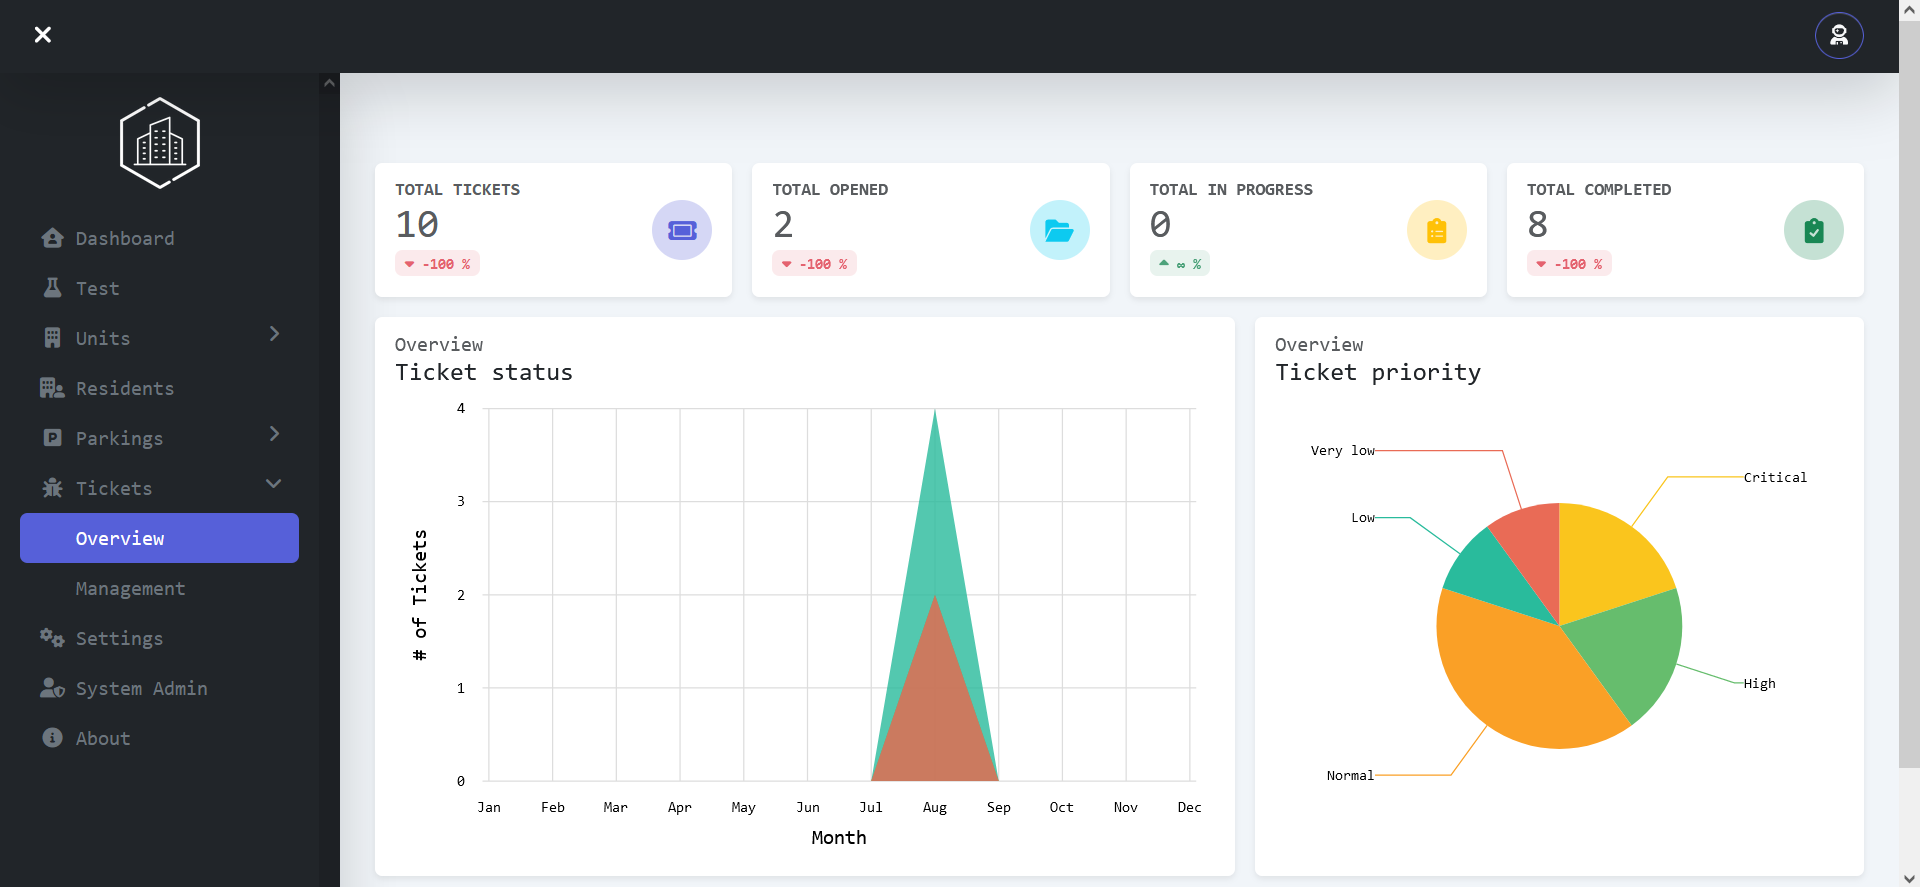 Dashboard
Test
Units
Residents
Parkings
Tickets
Overview
Management
Settings
System Admin
About
TOTAL TICKETS
10
-100 %
TOTAL OPENED
2
-100 %
TOTAL IN PROGRESS
0
∞ %
TOTAL COMPLETED
8
-100 %
Overview
Ticket status
# of Tickets
4
3
2
1
0
Jan Feb Mar Apr May Jun Jul Aug Sep Oct Nov Dec
Month
Overview
Ticket priority
Very low
Critical
Low
High
Normal